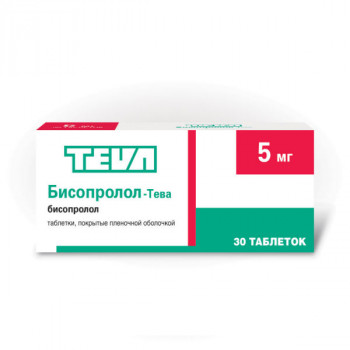 TEVA
5 мг
Бисопролол-Тева
бисопролол
таблетки, покрытые пленочной оболочкой
30 ТАБЛЕТОК